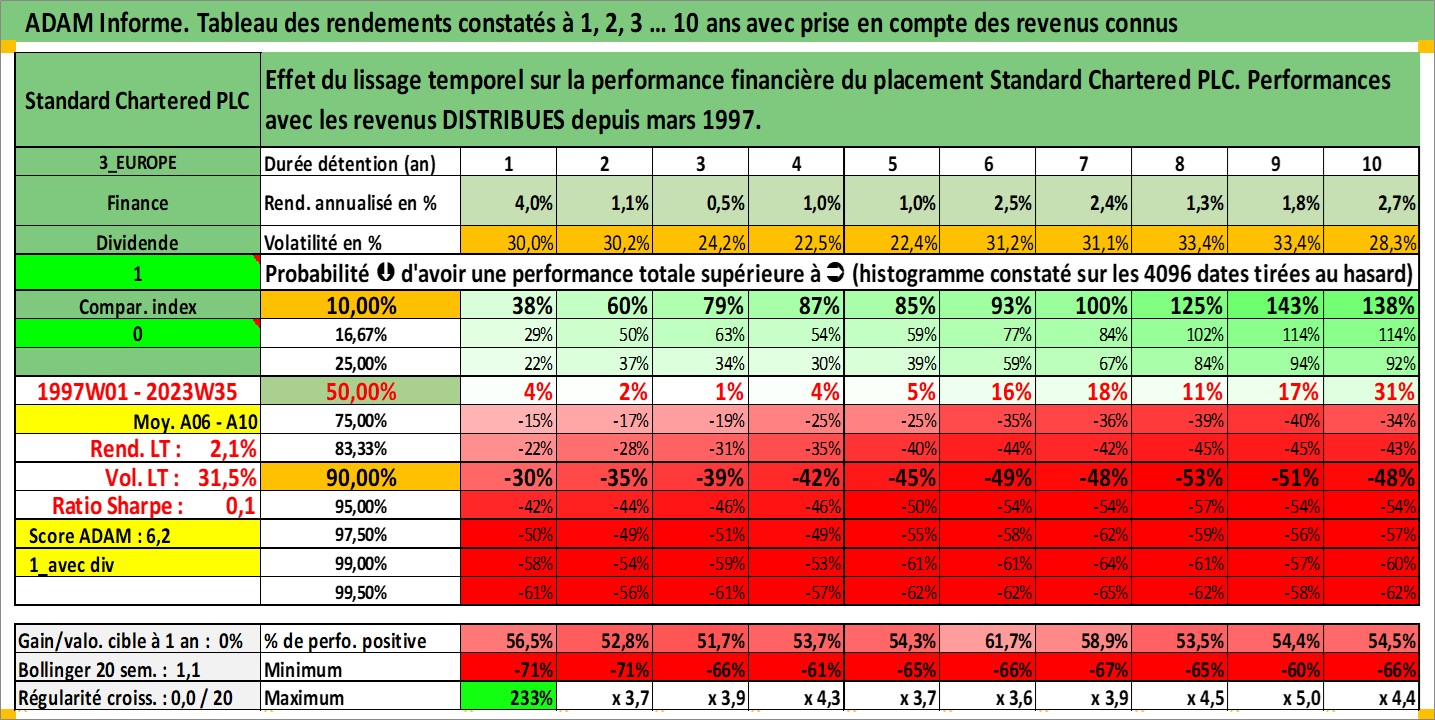 ADAM Informe. Tableau des rendements constatés à 1, 2, 3 ... 10 ans avec prise en compte des revenus connus
Standard Chartered PLC
Effet du lissage temporel sur la performance financière du placement Standard Chartered PLC. Performances
avec les revenus DISTRIBUES depuis mars 1997.
3_EUROPE Durée détention (an) 1 2 3 4 5 6 7 8 9 10
Finance Rend. annualisé en % 4,0% 1,1% 0,5% 1,0% 1,0% 2,5% 2,4% 1,3% 1,8% 2,7%
Dividende Volatilité en % 30,0% 30,2% 24,2% 22,5% 22,4% 31,2% 31,1% 33,4% 33,4% 28,3%
1 Probabilité ⬇ d'avoir une performance totale supérieure à ➲ (histogramme constaté sur les 4096 dates tirées au hasard)
Compar. index 10,00% 38% 60% 79% 87% 85% 93% 100% 125% 143% 138%
0 16,67% 29% 50% 63% 54% 59% 77% 84% 102% 114% 114%
25,00% 22% 37% 34% 30% 39% 59% 67% 84% 94% 92%
1997W01 - 2023W35 50,00% 4% 2% 1% 4% 5% 16% 18% 11% 17% 31%
Moy. A06 - A10 75,00% -15% -17% -19% -25% -25% -35% -36% -39% -40% -34%
Rend. LT : 2,1% 83,33% -22% -28% -31% -35% -40% -44% -42% -45% -45% -43%
Vol. LT : 31,5% 90,00% -30% -35% -39% -42% -45% -49% -48% -53% -51% -48%
Ratio Sharpe : 0,1 95,00% -42% -44% -46% -46% -50% -54% -54% -57% -54% -54%
Score ADAM : 6,2 97,50% -50% -49% -51% -49% -55% -58% -62% -59% -56% -57%
1_avec div 99,00% -58% -54% -59% -53% -61% -61% -64% -61% -57% -60%
99,50% -61% -56% -61% -57% -62% -62% -65% -62% -58% -62%
Gain/valo. cible à 1 an : 0% % de perfo. positive 56,5% 52,8% 51,7% 53,7% 54,3% 61,7% 58,9% 53,5% 54,4% 54,5%
Bollinger 20 sem. : 1,1 Minimum -71% -71% -66% -61% -65% -66% -67% -65% -60% -66%
Régularité croiss. : 0,0 / 20 Maximum 233% x 3,7 x 3,9 x 4,3 x 3,7 x 3,6 x 3,9 x 4,5 x 5,0 x 4,4